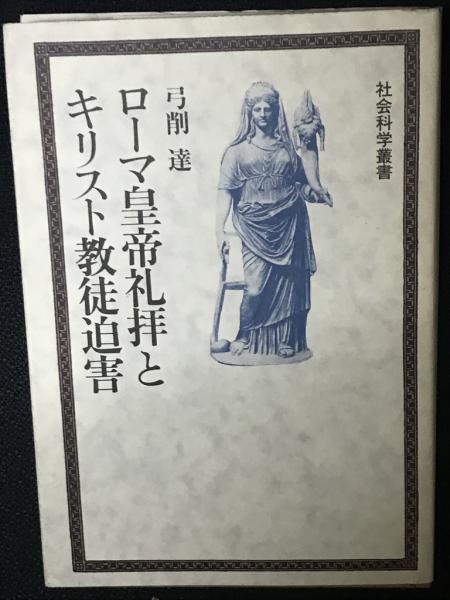 社会科学叢書
弓削 達
ローマ皇帝礼拝と
キリスト教徒迫害